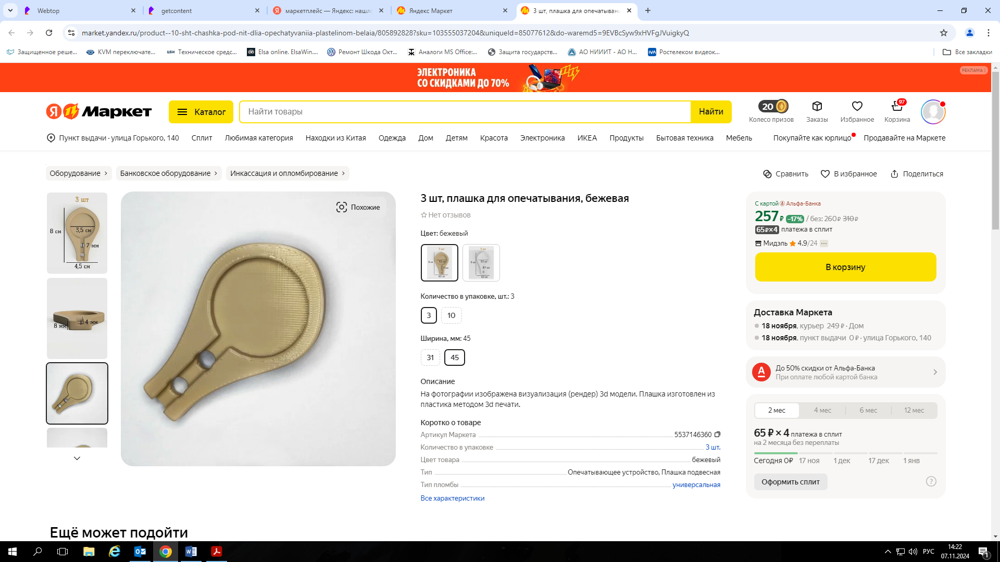 Webtop
getcontent
маркетплейс — Яндекс: нашло
Яндекс Маркет
3 шт, плашка для опечатыван
market.yandex.ru/product--10-sht-chashka-pod-nit-dlia-opechatyvaniia-plastelinom-belaia/805892828?sku=103555037204&uniqueId=85077612&do-waremd5=9EVBcSyw9xHVFgJVuigkyQ
Защищенное реше...
KVM переключате...
ЦБИ Техническое средс...
Elsa online. ElsaWin....
Ремонт Шкода Окт...
Аналоги MS Office:...
Защита государств...
АО НИИИТ - АО Н...
IVA Ростелеком видеок...
Все закладки
ЭЛЕКТРОНИКА
СО СКИДКАМИ ДО 70%
РЕКЛАМА
Я Маркет
Каталог
Найти товары
Найти
20
Колесо призов
Заказы
Избранное
97
Корзина
Пункт выдачи · улица Горького, 140
Сплит
Любимая категория
Находки из Китая
Одежда
Дом
Детям
Красота
Электроника
ИКЕА
Продукты
Бытовая техника
Мебель
Покупайте как юрлицо
Продавайте на Маркете
Оборудование
Банковское оборудование
Инкассация и опломбирование
Сравнить
В избранное
Поделиться
3 шт
8 см
3,5 см
7 мм
4,5 см
8 мм
4 мм
Похожие
3 шт, плашка для опечатывания, бежевая
Нет отзывов
Цвет: бежевый
Количество в упаковке, шт.: 3
3
10
Ширина, мм: 45
31
45
Описание
На фотографии изображена визуализация (рендер) 3d модели. Плашка изготовлен из
пластика методом 3d печати.
Коротко о товаре
Артикул Маркета 5537146360
Количество в упаковке 3 шт.
Цвет товара бежевый
Тип Опечатывающее устройство, Плашка подвесная
Тип пломбы универсальная
Все характеристики
С картой Альфа-Банка
257 ₽ –17% / без: 260 ₽ 310 ₽
65 ₽ × 4 платежа в сплит
Мидэль 4.9/24 ···
В корзину
Доставка Маркета
18 ноября, курьер 249 ₽ · Дом
18 ноября, пункт выдачи 0 ₽ · улица Горького, 140
А
До 50% скидки от Альфа-Банка
При оплате любой картой банка
2 мес
4 мес
6 мес
12 мес
65 ₽ × 4 платежа в сплит
на 2 месяца без переплаты
Сегодня 0₽
17 ноя
1 дек
17 дек
1 янв
Оформить сплит
?
Ещё может подойти
РУС
14:22
07.11.2024
1